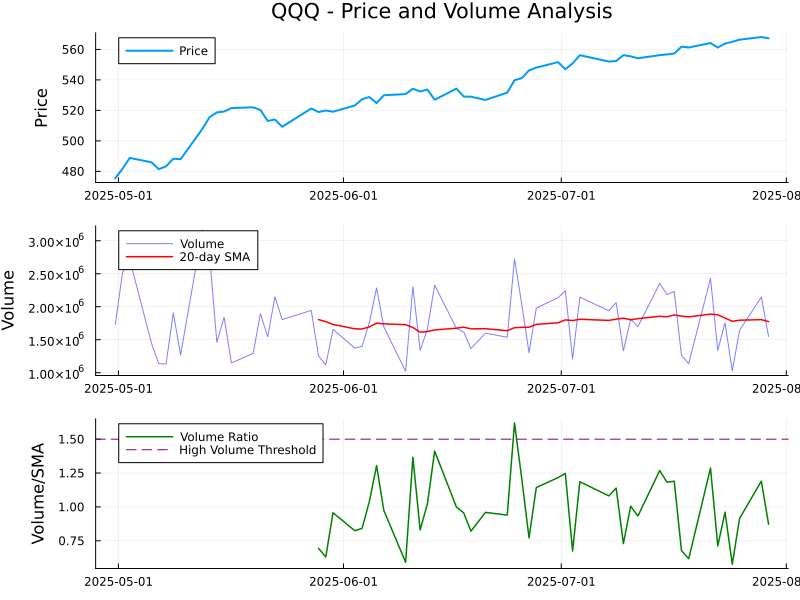 QQQ - Price and Volume Analysis
Price
560
540
520
500
480
Price
2025-05-01
2025-06-01
2025-07-01
2025-08
Volume
20-day SMA
3.00×10⁶
2.50×10⁶
2.00×10⁶
1.50×10⁶
1.00×10⁶
Volume
2025-05-01
2025-06-01
2025-07-01
2025-08
Volume Ratio
High Volume Threshold
1.50
1.25
1.00
0.75
Volume/SMA
2025-05-01
2025-06-01
2025-07-01
2025-08